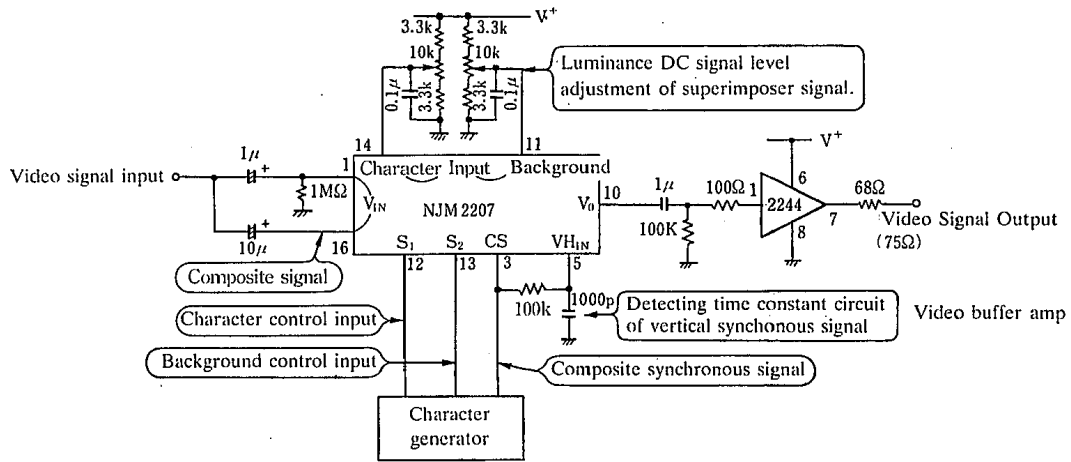 V⁺
3.3k 3.3k
10k 10k
0.1μ 3.3k 3.3k 0.1μ
Luminance DC signal level
adjustment of superimposer signal.
14 11
Character Input Background
1μ + 1
Video signal input
1MΩ
V_IN
NJM 2207
10μ + 16
Composite signal
V₀ 10
1μ
100K
100Ω 1
-2244
V⁺
6
8
7
68Ω
Video Signal Output
(75Ω)
S₁ S₂ CS VH_IN
12 13 3 5
100k
1000p
Detecting time constant circuit
of vertical synchonous signal
Video buffer amp
Character control input
Background control input
Composite synchronous signal
Character
generator